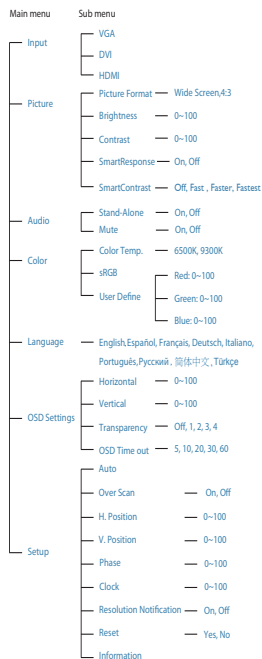 Main menu Sub menu
Input
VGA
DVI
HDMI
Picture
Picture Format Wide Screen,4:3
Brightness 0~100
Contrast 0~100
SmartResponse On, Off
SmartContrast Off, Fast , Faster, Fastest
Audio
Stand-Alone On, Off
Mute On, Off
Color
Color Temp. 6500K, 9300K
sRGB
User Define
Red: 0~100
Green: 0~100
Blue: 0~100
Language
English,Español, Français, Deutsch, Italiano,
Português,Русский , 简体中文 , Türkçe
OSD Settings
Horizontal 0~100
Vertical 0~100
Transparency Off, 1, 2, 3, 4
OSD Time out 5, 10, 20, 30, 60
Setup
Auto
Over Scan On, Off
H. Position 0~100
V. Position 0~100
Phase 0~100
Clock 0~100
Resolution Notification On, Off
Reset Yes, No
Information